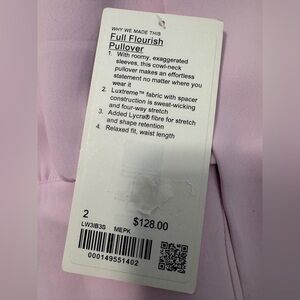 WHY WE MADE THIS
Full Flourish
Pullover
1. With roomy, exaggerated
sleeves, this cowl-neck
pullover makes an effortless
statement no matter where you
wear it
2. Luxtreme™ fabric with spacer
construction is sweat-wicking
and four-way stretch
3. Added Lycra® fibre for stretch
and shape retention
4. Relaxed fit, waist length
2
$128.00
LW3IB3S MEPK
000149551402